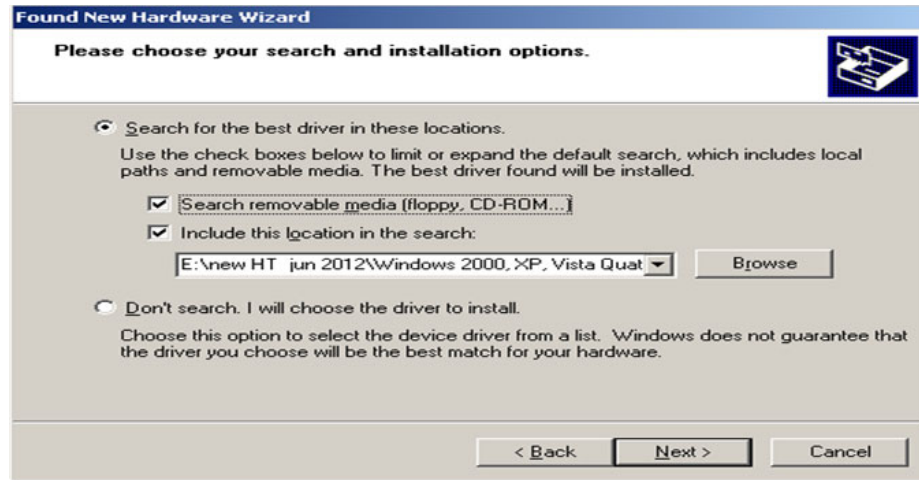 Found New Hardware Wizard
Please choose your search and installation options.
Search for the best driver in these locations.
Use the check boxes below to limit or expand the default search, which includes local
paths and removable media. The best driver found will be installed.
Search removable media (floppy, CD-ROM...)
Include this location in the search:
E:\new HT jun 2012\Windows 2000, XP, Vista Quat
Browse
Don't search. I will choose the driver to install.
Choose this option to select the device driver from a list. Windows does not guarantee that
the driver you choose will be the best match for your hardware.
< Back Next > Cancel